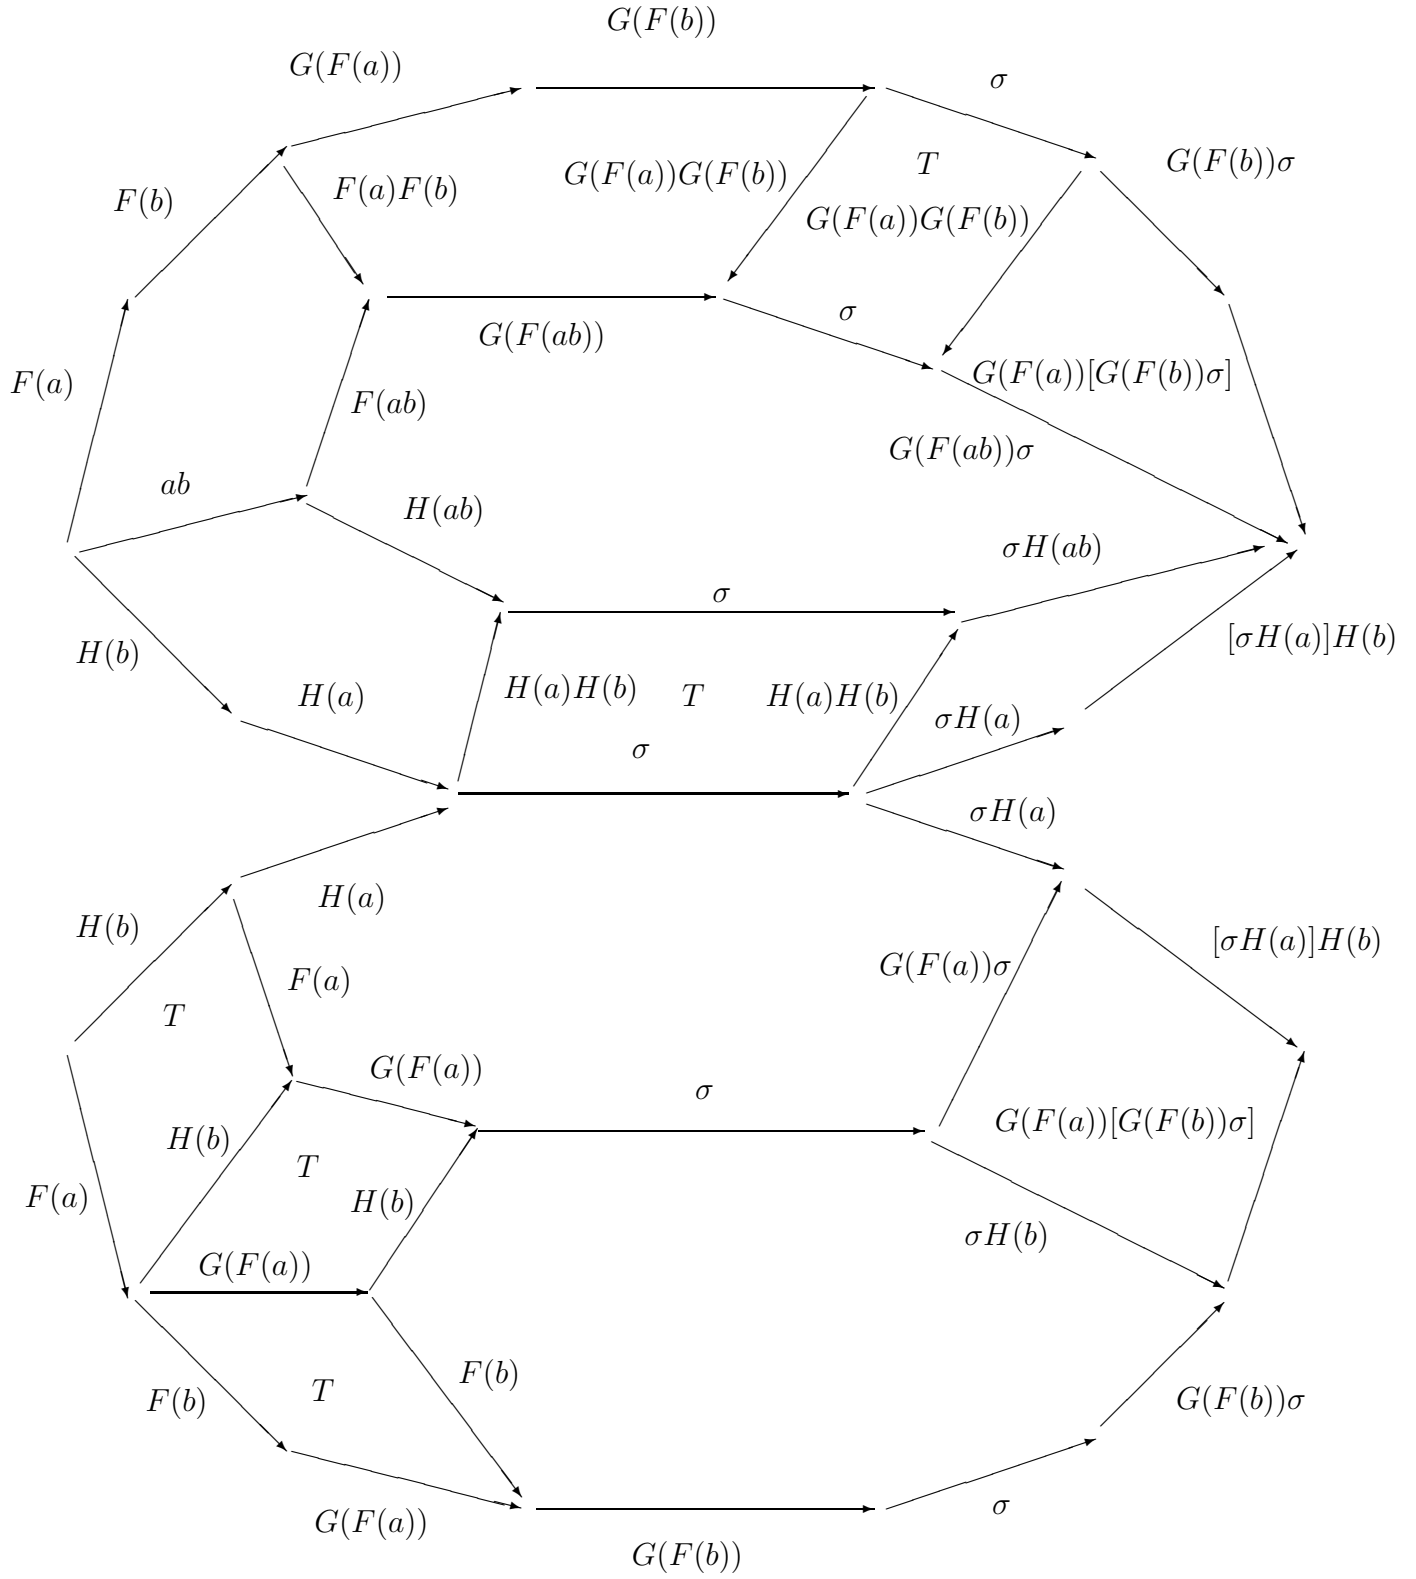 G(F(b))
G(F(a))
σ
G(F(b))σ
T
G(F(a))G(F(b))
F(a)F(b)
F(b)
G(F(a))G(F(b))
σ
G(F(ab))
G(F(a))[G(F(b))σ]
F(a)
F(ab)
G(F(ab))σ
ab
H(ab)
σH(ab)
σ
[σH(a)]H(b)
H(b)
H(a)
H(a)H(b)
T
H(a)H(b)
σH(a)
σ
σH(a)
H(a)
H(b)
[σH(a)]H(b)
G(F(a))σ
F(a)
T
G(F(a))
σ
G(F(a))[G(F(b))σ]
H(b)
T
F(a)
H(b)
σH(b)
G(F(a))
F(b)
T
F(b)
G(F(b))σ
σ
G(F(a))
G(F(b))